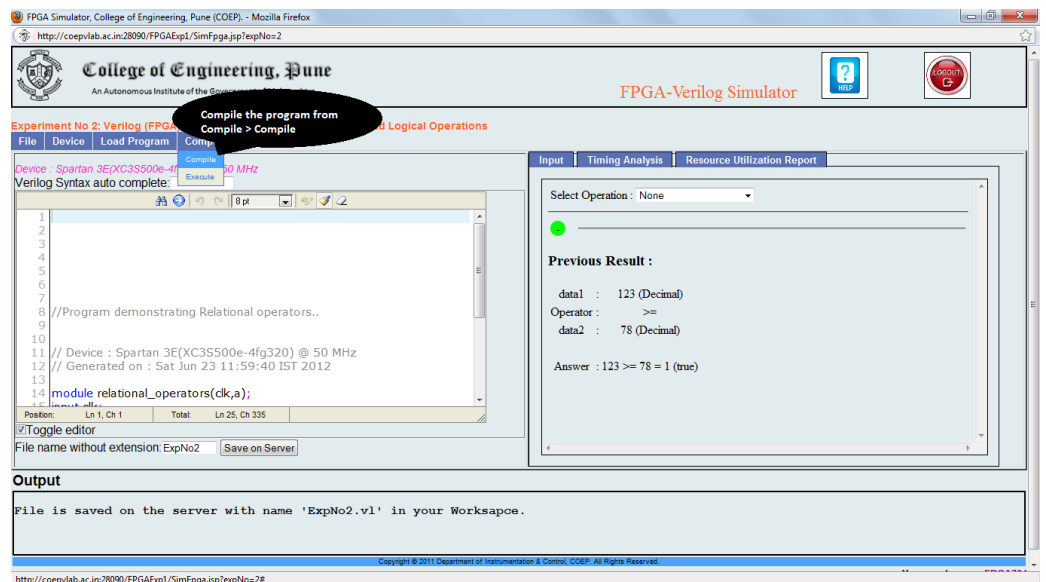 FPGA Simulator, College of Engineering, Pune (COEP). - Mozilla Firefox
http://coepvlab.ac.in:28090/FPGAExp1/SimFpga.jsp?expNo=2
College of Engineering, Pune
An Autonomous Institute of the
FPGA-Verilog Simulator
HELP
LOGOUT
Compile the program from
Compile > Compile
Experiment No 2: Verilog (FPGA
d Logical Operations
File Device Load Program Comp
Compile
Execute
Device : Spartan 3E(XC3S500e-4f
50 MHz
Verilog Syntax auto complete:
8 pt
1
2
3
4
5
6
7
8 //Program demonstrating Relational operators..
9
10
11 // Device : Spartan 3E(XC3S500e-4fg320) @ 50 MHz
12 // Generated on : Sat Jun 23 11:59:40 IST 2012
13
14 module relational_operators(clk,a);
15 input clk;
Position: Ln 1, Ch 1 Total: Ln 25, Ch 335
Toggle editor
File name without extension: ExpNo2 Save on Server
Input Timing Analysis Resource Utilization Report
Select Operation : None
-
Previous Result :
data1 : 123 (Decimal)
Operator : >=
data2 : 78 (Decimal)
Answer : 123 >= 78 = 1 (true)
Output
File is saved on the server with name 'ExpNo2.vl' in your Worksapce.
Copyright © 2011 Department of Instrumentation & Control, COEP. All Rights Reserved.
http://coepvlab.ac.in:28090/FPGAExp1/SimFpga.jsp?expNo=2#